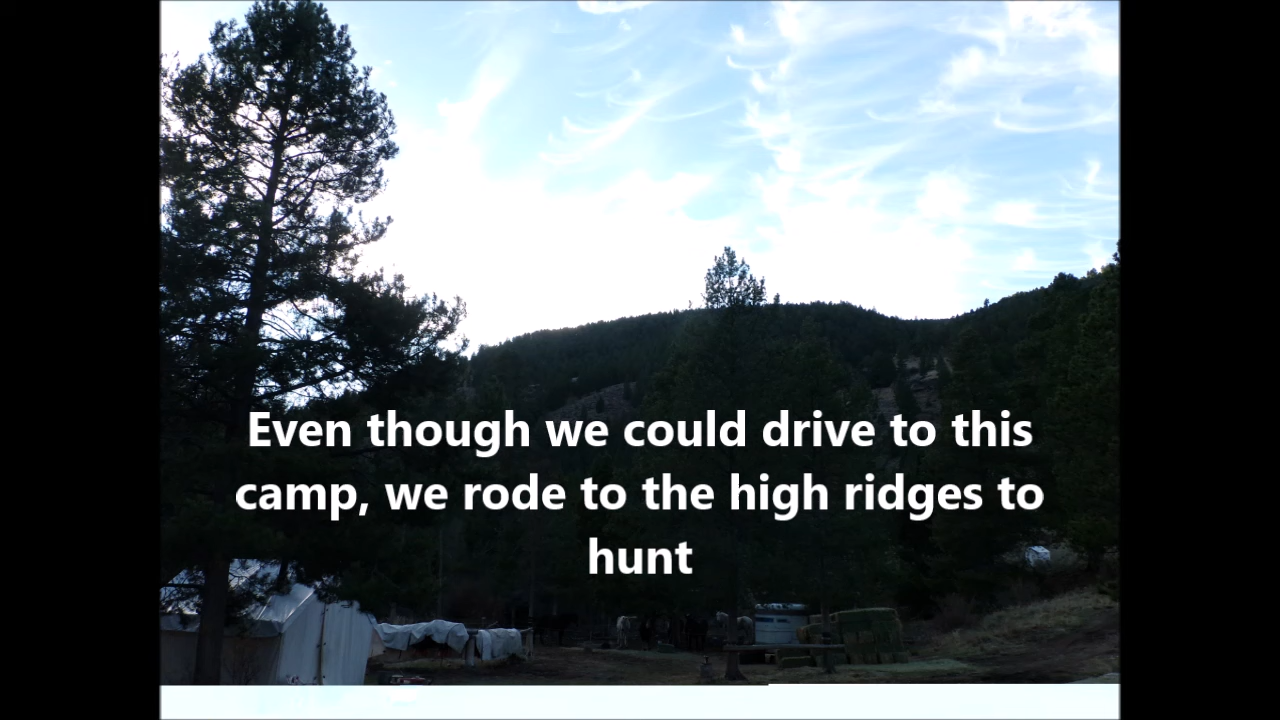 Even though we could drive to this
camp, we rode to the high ridges to
hunt